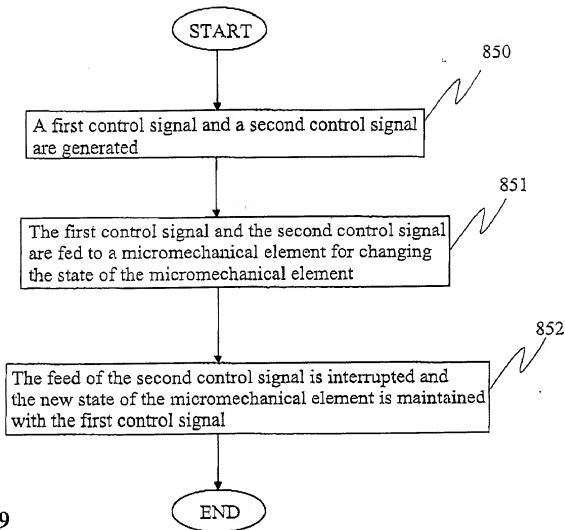 START
850
A first control signal and a second control signal
are generated
851
The first control signal and the second control signal
are fed to a micromechanical element for changing
the state of the micromechanical element
852
The feed of the second control signal is interrupted and
the new state of the micromechanical element is maintained
with the first control signal
END
9